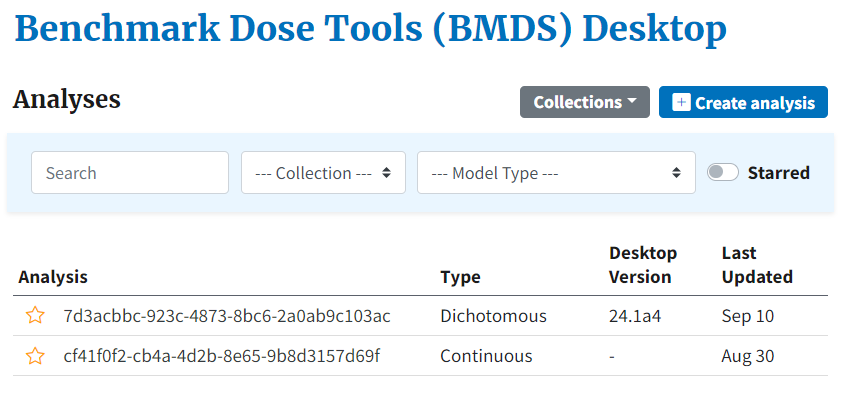 Benchmark Dose Tools (BMDS) Desktop
Analyses
Collections
Create analysis
Search
--- Collection ---
--- Model Type ---
Starred
Analysis Type Desktop Version Last Updated
7d3acbbc-923c-4873-8bc6-2a0ab9c103ac Dichotomous 24.1a4 Sep 10
cf41f0f2-cb4a-4d2b-8e65-9b8d3157d69f Continuous - Aug 30